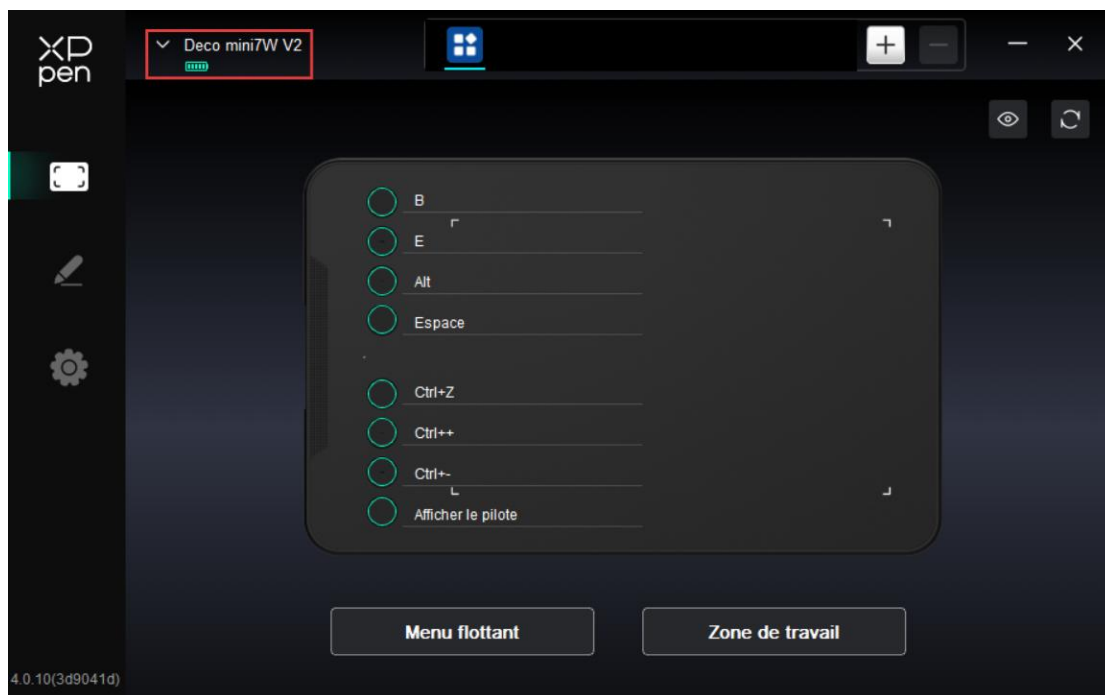 XP
pen
Deco mini7W V2
B
E
Alt
Espace
Ctrl+Z
Ctrl++
Ctrl+-
Afficher le pilote
Menu flottant
Zone de travail
4.0.10(3d9041d)